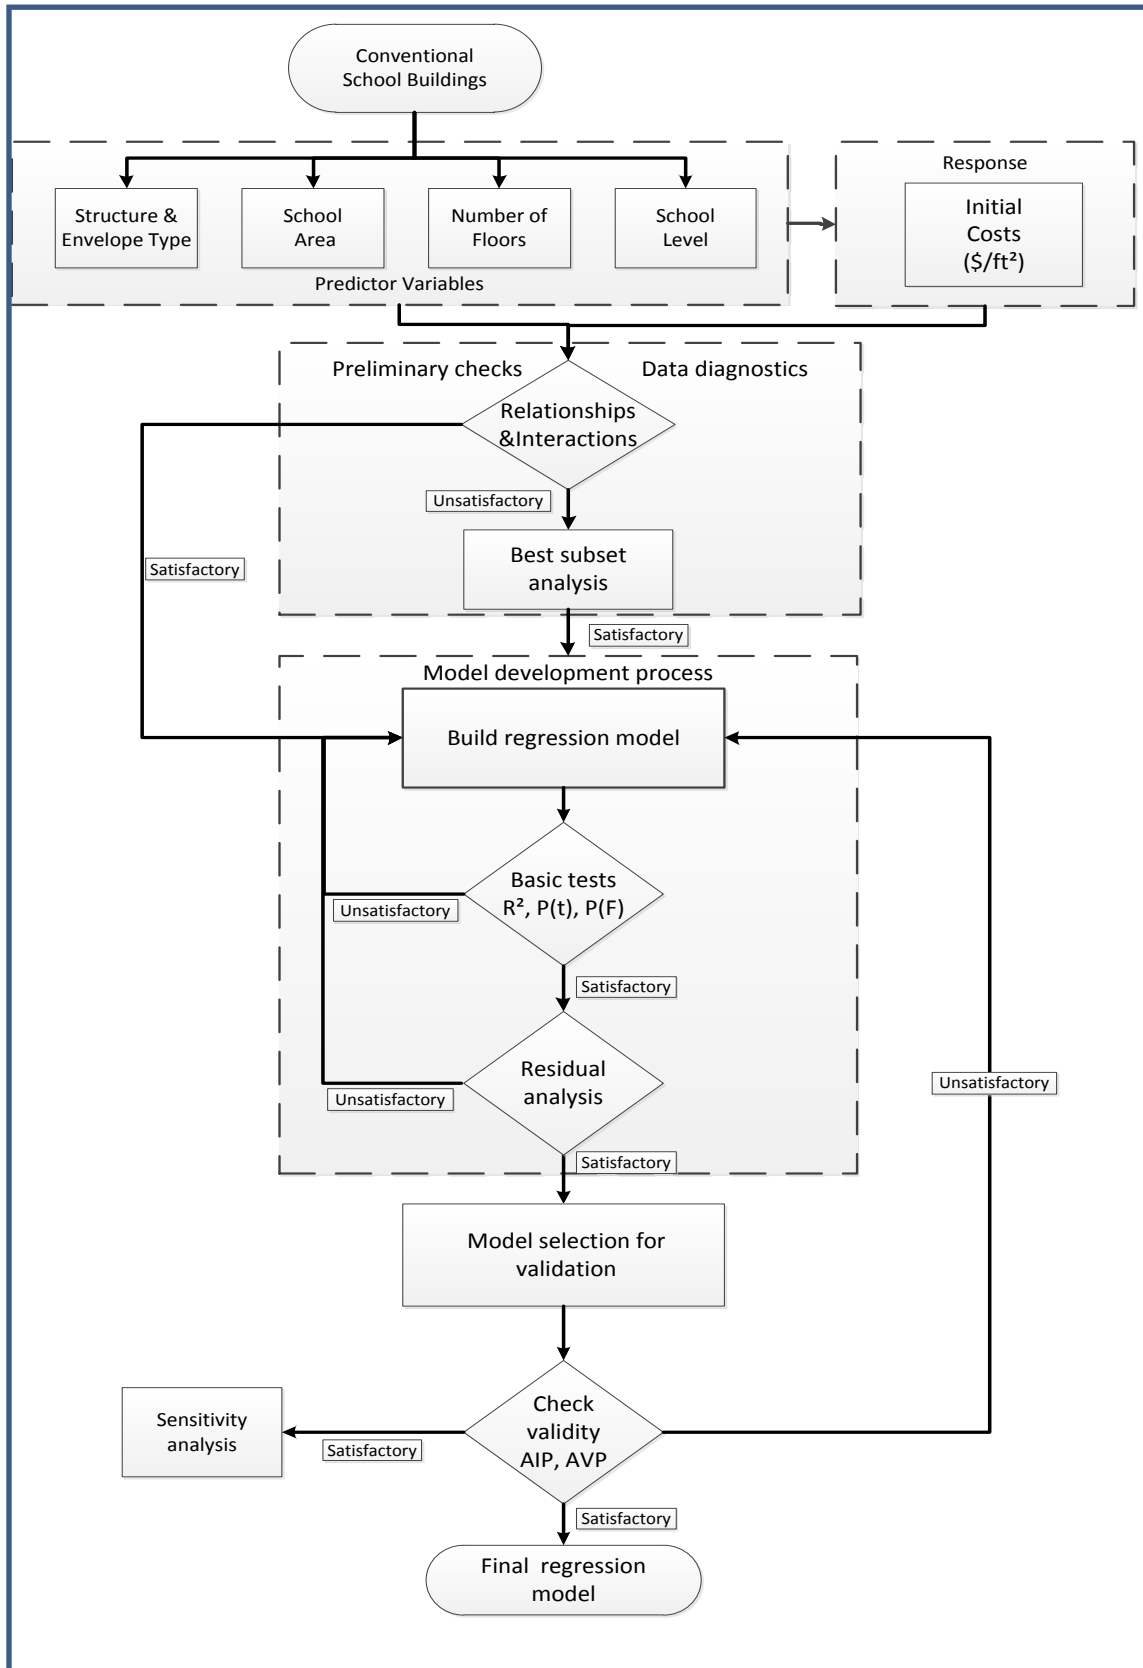 Conventional
School Buildings
Structure &
Envelope Type
School
Area
Number of
Floors
School
Level
Predictor Variables
Response
Initial
Costs
($/ft²)
Preliminary checks
Data diagnostics
Relationships
&Interactions
Unsatisfactory
Satisfactory
Best subset
analysis
Satisfactory
Model development process
Build regression model
Basic tests
R², P(t), P(F)
Unsatisfactory
Satisfactory
Residual
analysis
Unsatisfactory
Unsatisfactory
Satisfactory
Model selection for
validation
Check
validity
AIP, AVP
Sensitivity
analysis
Satisfactory
Satisfactory
Final  regression
model